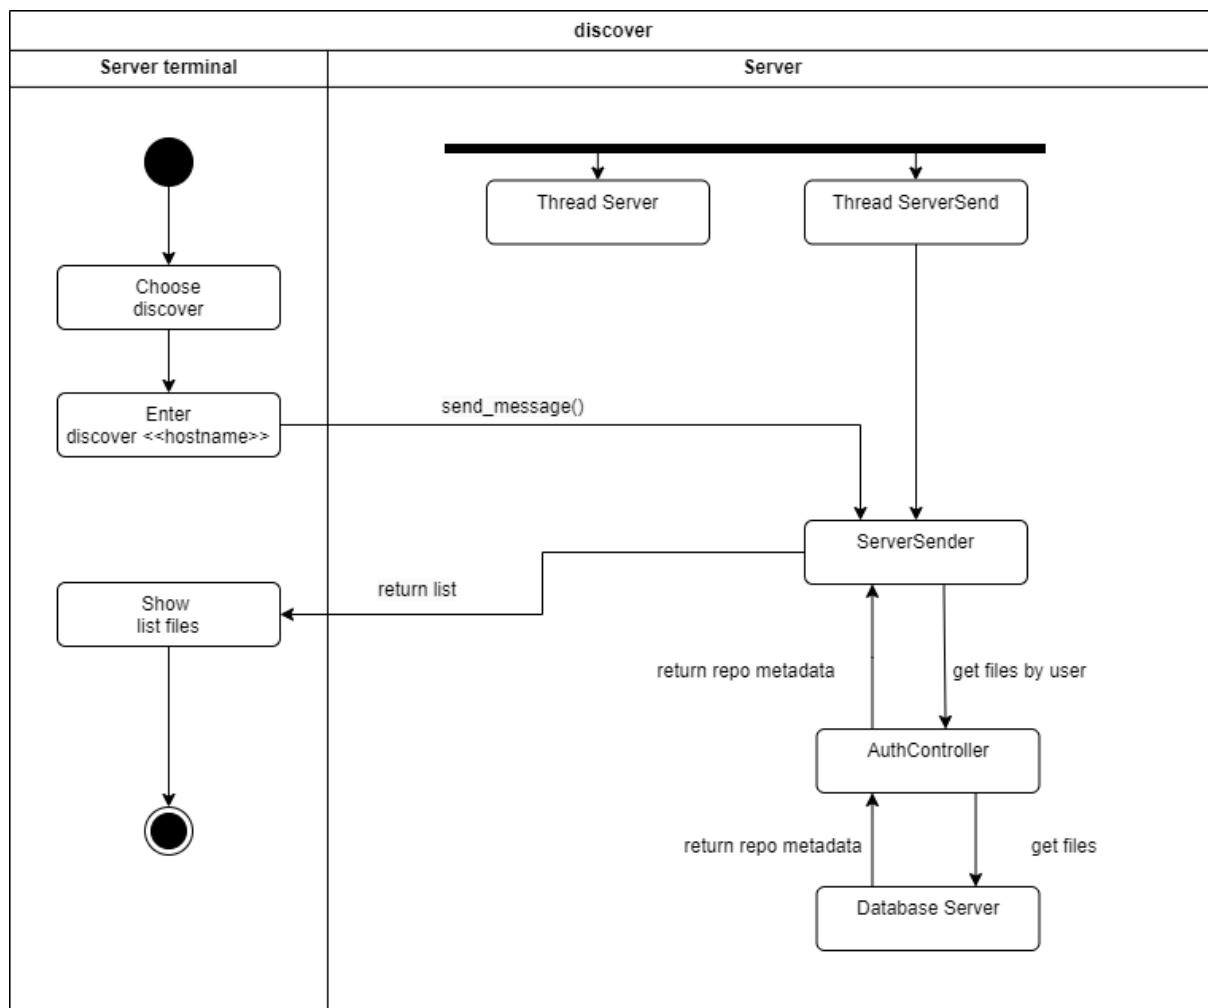 discover
Server terminal
Server
Thread Server
Thread ServerSend
Choose
discover
Enter
discover <<hostname>>
send_message()
ServerSender
return list
Show
list files
return repo metadata
get files by user
AuthController
return repo metadata
get files
Database Server